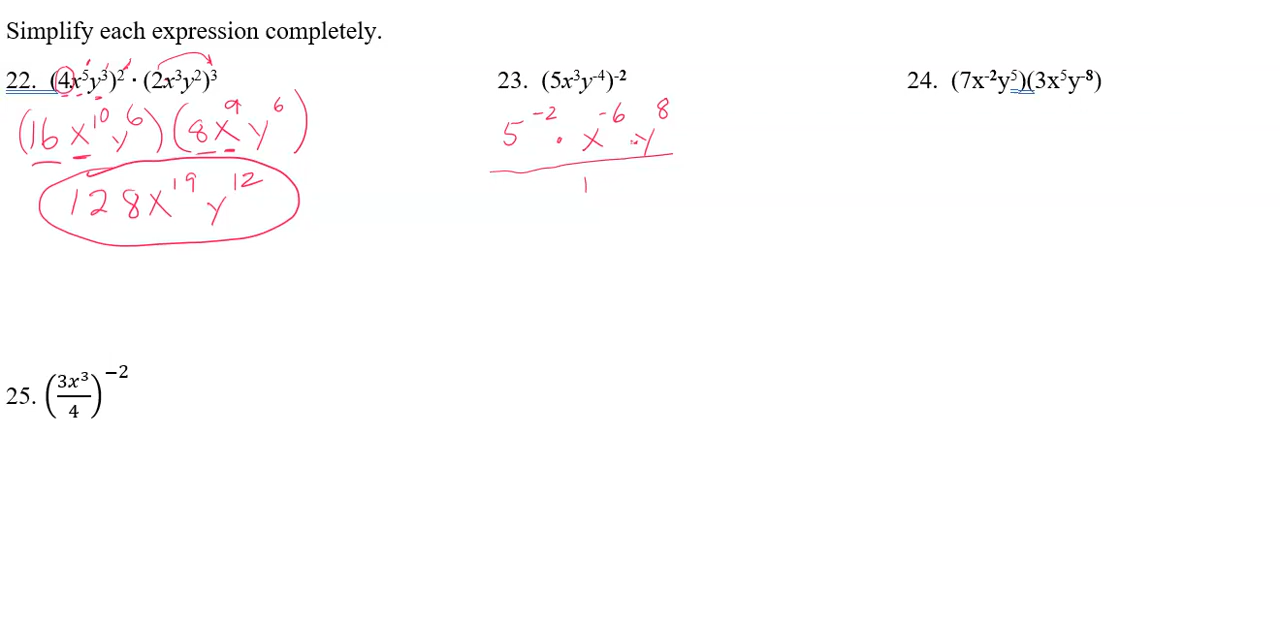 Simplify each expression completely.
22. (4x⁵y³)² · (2x³y²)³
(16x¹⁰y⁶)(8x⁹y⁶)
128x¹⁹y¹²
23. (5x³y⁻⁴)⁻²
5⁻² · x⁻⁶ · y⁸
1
24. (7x⁻²y⁵)(3x⁵y⁻⁸)
25. (3x³/4)⁻²